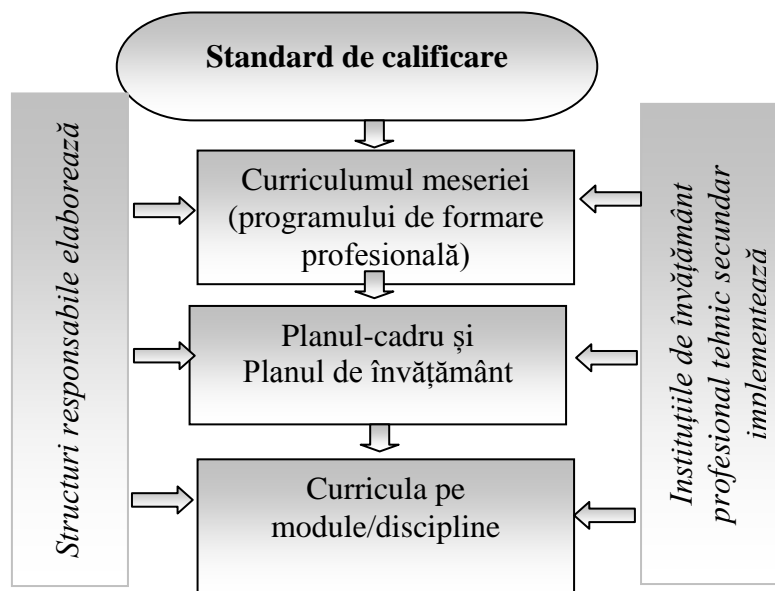 Standard de calificare
Structuri responsabile elaborează
Curriculumul meseriei
(programului de formare
profesională)
Planul-cadru și
Planul de învățământ
Curricula pe
module/discipline
Instituțiile de învățământ
profesional tehnic secundar
implementează